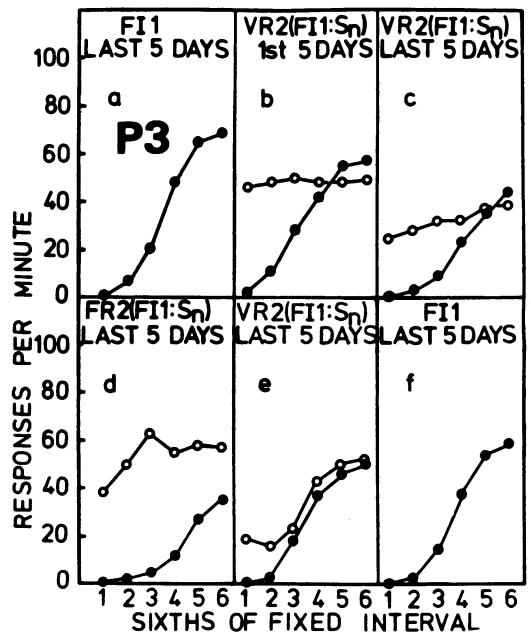 FI1
LAST 5 DAYS
VR2(FI1:Sn)
1st 5 DAYS
VR2(FI1:Sn)
LAST 5 DAYS
100
80
60
40
20
0
a
P3
b
c
FR2(FI1:Sn)
LAST 5 DAYS
VR2(FI1:Sn)
LAST 5 DAYS
FI1
LAST 5 DAYS
100
80
60
40
20
0
d
e
f
1 2 3 4 5 6 1 2 3 4 5 6 1 2 3 4 5 6
SIXTHS OF FIXED INTERVAL
RESPONSES PER MINUTE